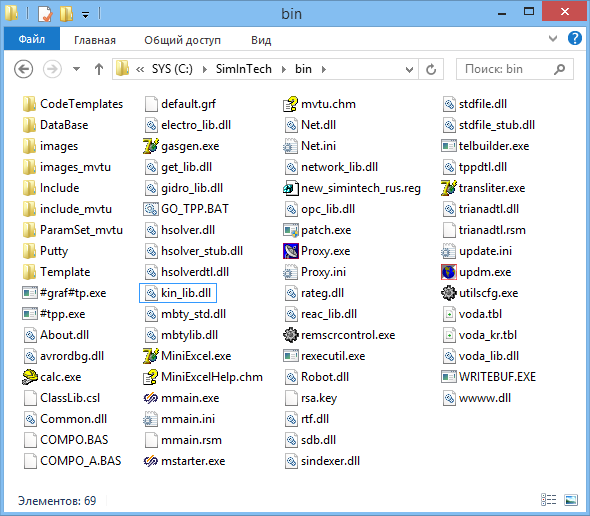 bin
Файл Главная Общий доступ Вид
SYS (C:) SimInTech bin Поиск: bin
CodeTemplates
DataBase
images
images_mvtu
Include
include_mvtu
ParamSet_mvtu
Putty
Template
#graf#tp.exe
#tpp.exe
About.dll
avrordbg.dll
calc.exe
ClassLib.csl
Common.dll
COMPO.BAS
COMPO_A.BAS
default.grf
electro_lib.dll
gasgen.exe
get_lib.dll
gidro_lib.dll
GO_TPP.BAT
hsolver.dll
hsolver_stub.dll
hsolverdtl.dll
kin_lib.dll
mbty_std.dll
mbtylib.dll
MiniExcel.exe
MiniExcelHelp.chm
mmain.exe
mmain.ini
mmain.rsm
mstarter.exe
mvtu.chm
Net.dll
Net.ini
network_lib.dll
new_simintech_rus.reg
opc_lib.dll
patch.exe
Proxy.exe
Proxy.ini
rateg.dll
reac_lib.dll
remscrcontrol.exe
rexecutil.exe
Robot.dll
rsa.key
rtf.dll
sdb.dll
sindexer.dll
stdfile.dll
stdfile_stub.dll
telbuilder.exe
tppdtl.dll
transliter.exe
trianadtl.dll
trianadtl.rsm
update.ini
updm.exe
utilscfg.exe
voda.tbl
voda_kr.tbl
voda_lib.dll
WRITEBUF.EXE
wwww.dll
Элементов: 69